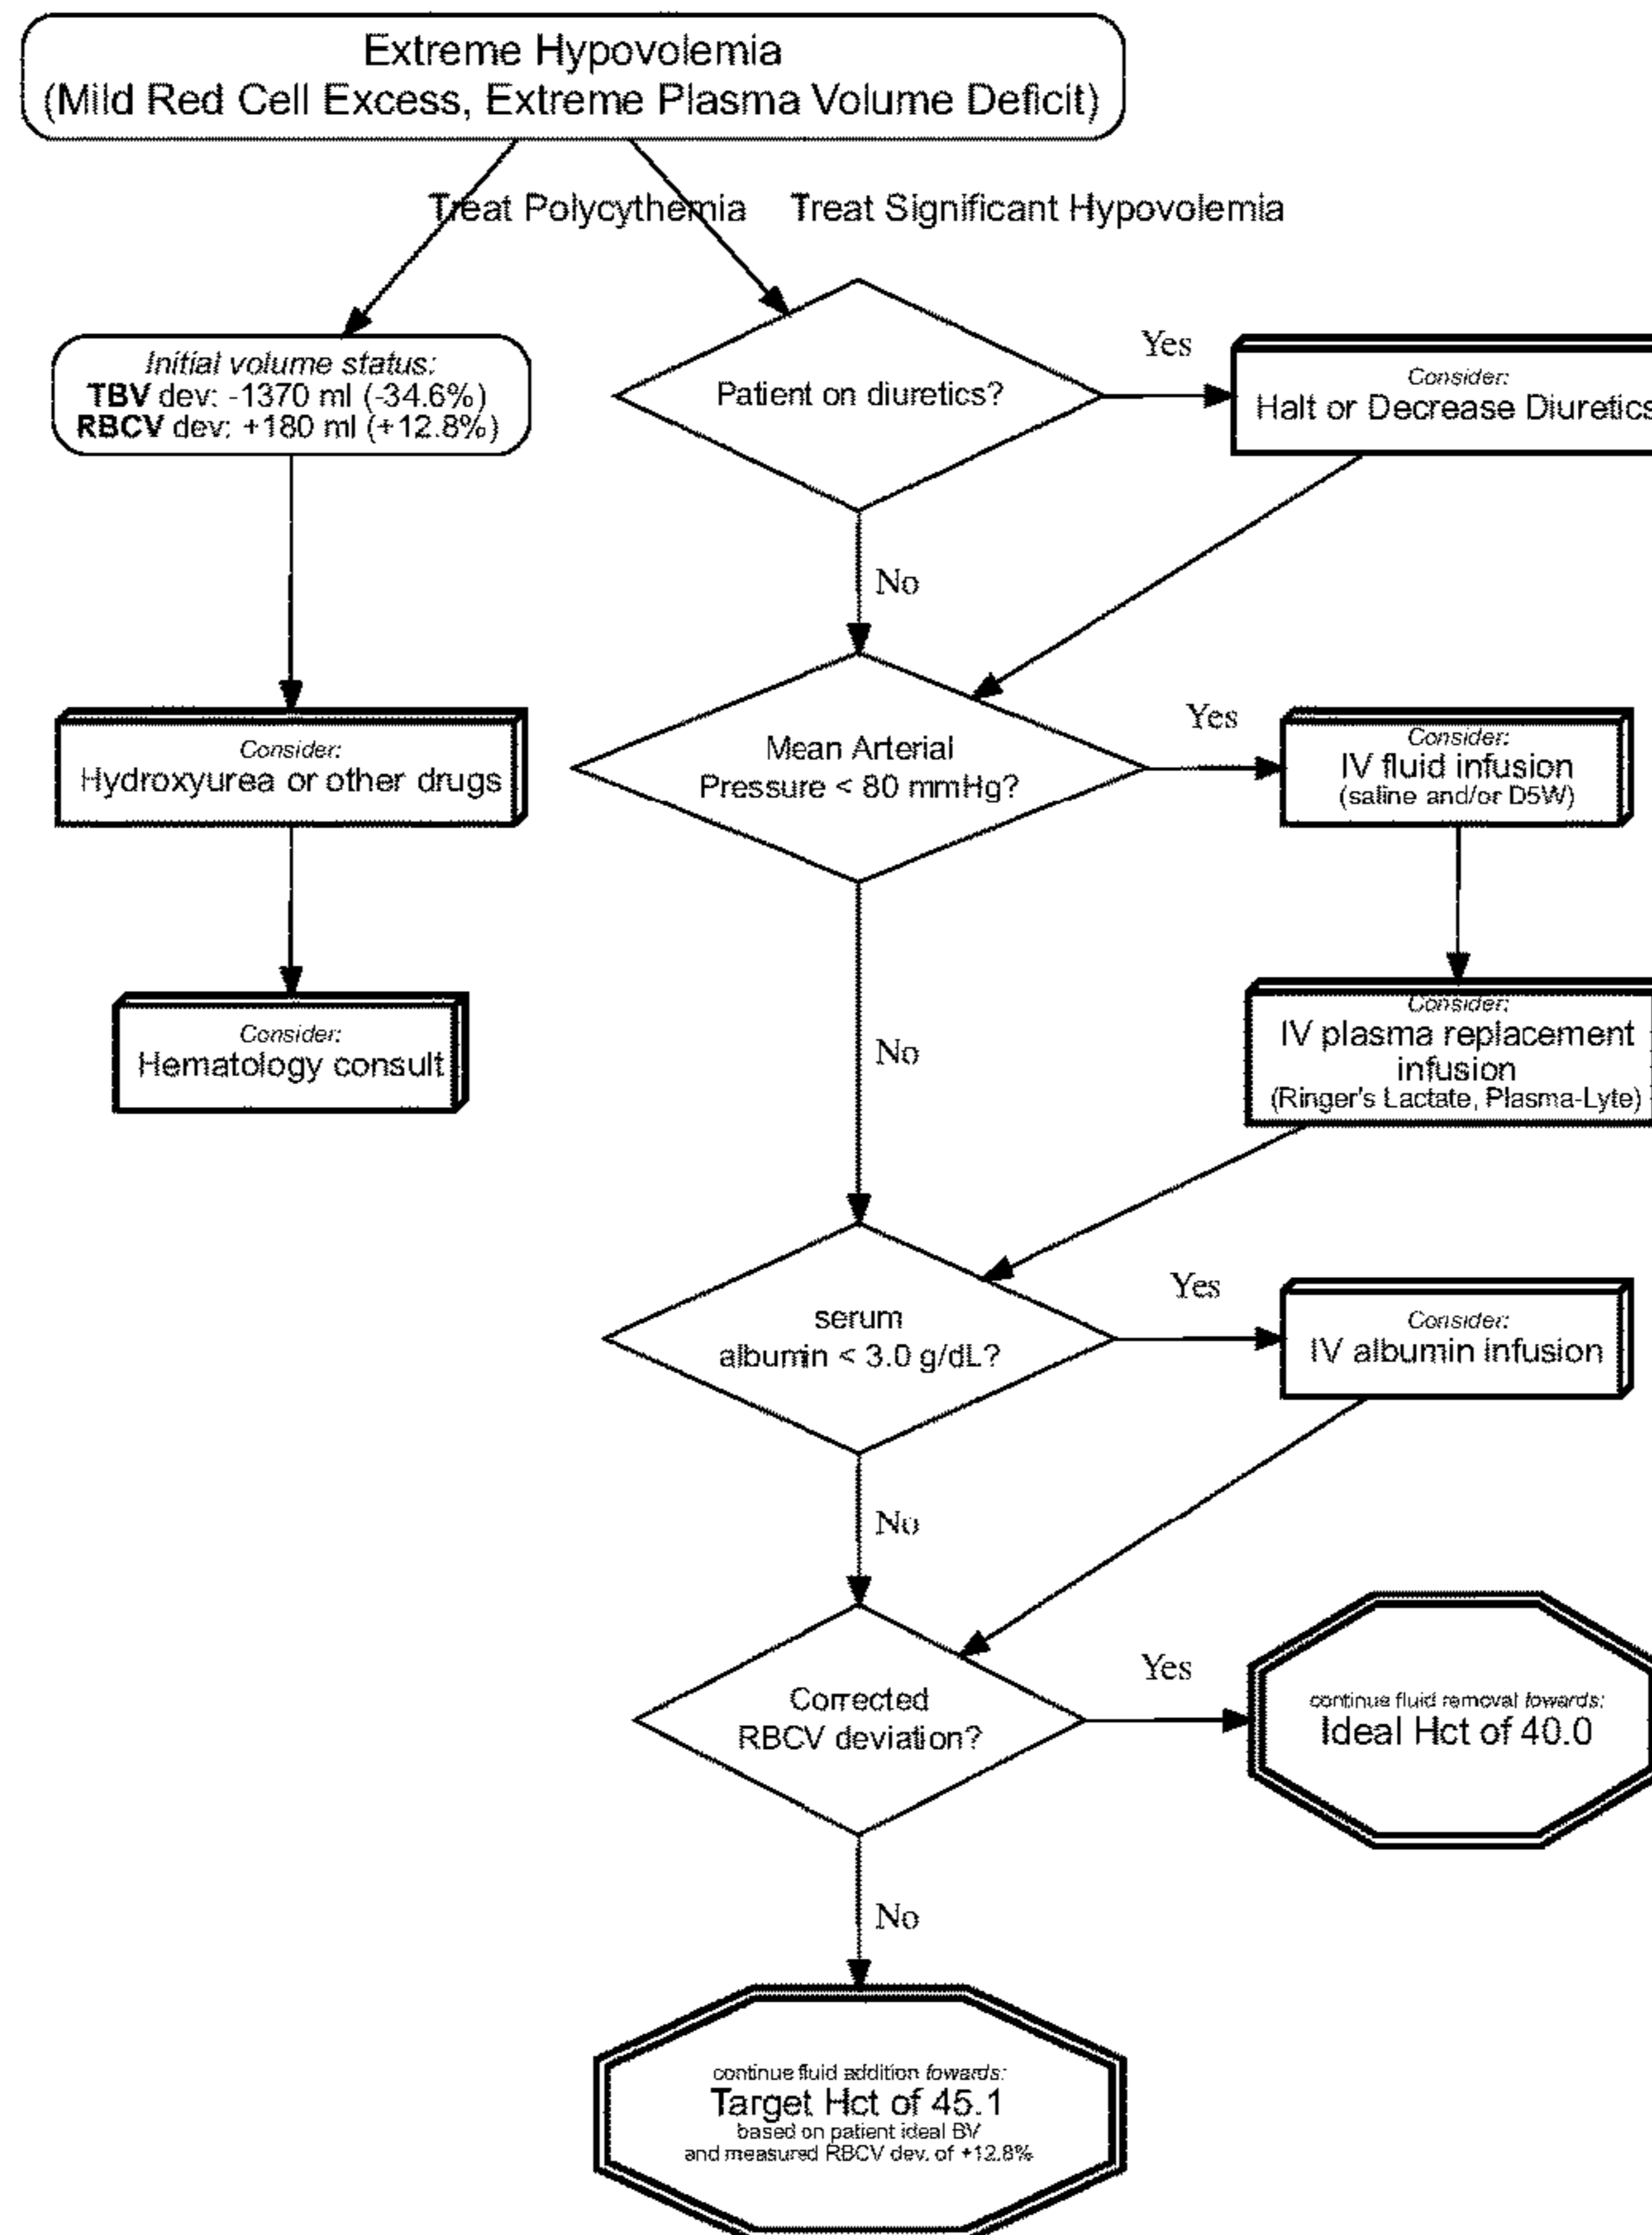 Extreme Hypovolemia
(Mild Red Cell Excess, Extreme Plasma Volume Deficit)
Treat Polycythemia
Treat Significant Hypovolemia
Initial volume status:
TBV dev: -1370 ml (-34.6%)
RBCV dev: +180 ml (+12.8%)
Patient on diuretics?
Yes
Consider:
Halt or Decrease Diuretics
No
Consider:
Hydroxyurea or other drugs
Mean Arterial
Pressure < 80 mmHg?
Yes
Consider:
IV fluid infusion
(saline and/or D5W)
Consider:
Hematology consult
No
Consider:
IV plasma replacement
infusion
(Ringer's Lactate, Plasma-Lyte)
serum
albumin < 3.0 g/dL?
Yes
Consider:
IV albumin infusion
No
Corrected
RBCV deviation?
Yes
continue fluid removal towards:
Ideal Hct of 40.0
No
continue fluid addition towards:
Target Hct of 45.1
based on patient ideal BV
and measured RBCV dev. of +12.8%